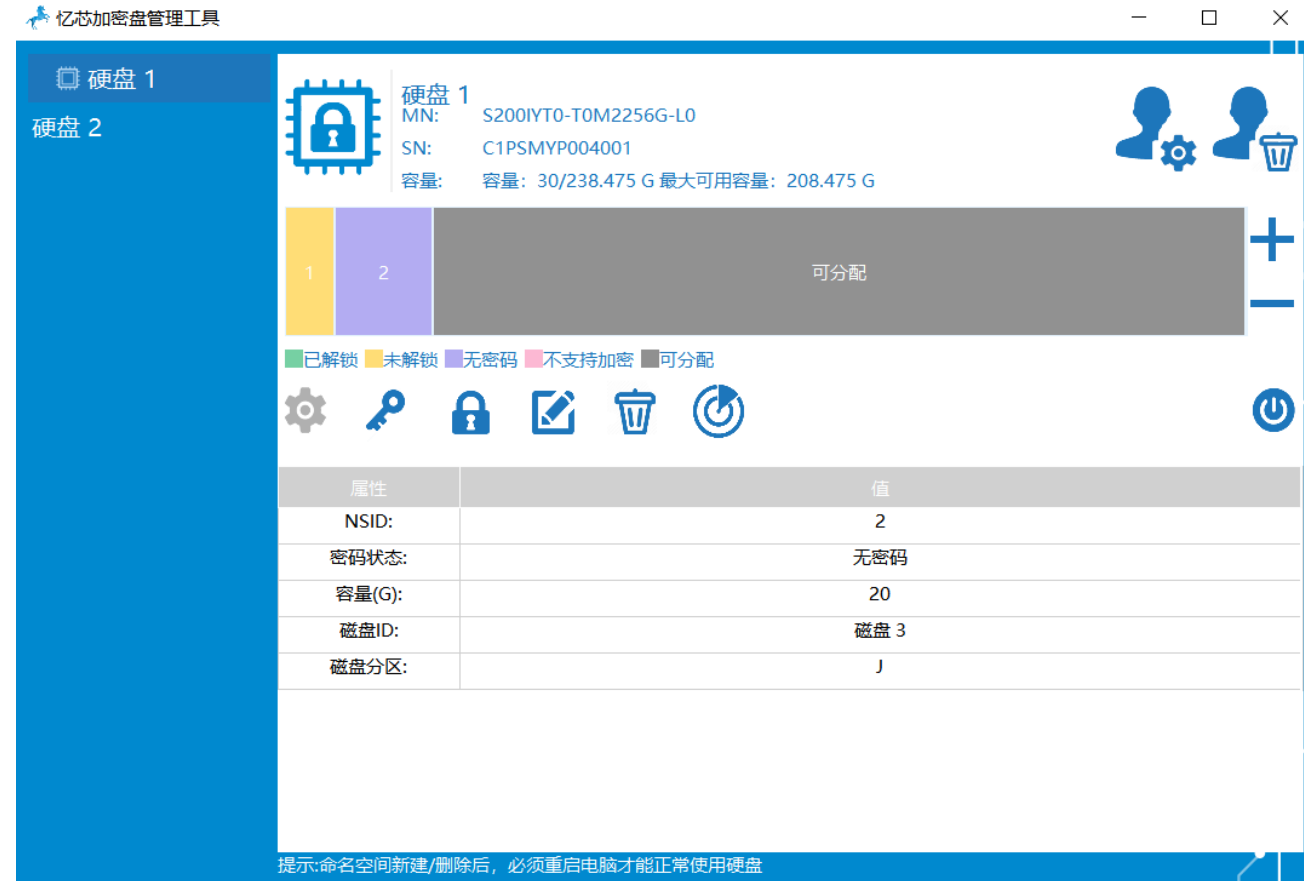 忆芯加密盘管理工具
硬盘 1
硬盘 2
硬盘 1
MN: S200IYT0-T0M2256G-L0
SN: C1PSMYP004001
容量: 容量：30/238.475 G 最大可用容量：208.475 G
1 2 可分配
已解锁 未解锁 无密码 不支持加密 可分配
属性 值
NSID: 2
密码状态: 无密码
容量(G): 20
磁盘ID: 磁盘 3
磁盘分区: J
提示:命名空间新建/删除后，必须重启电脑才能正常使用硬盘